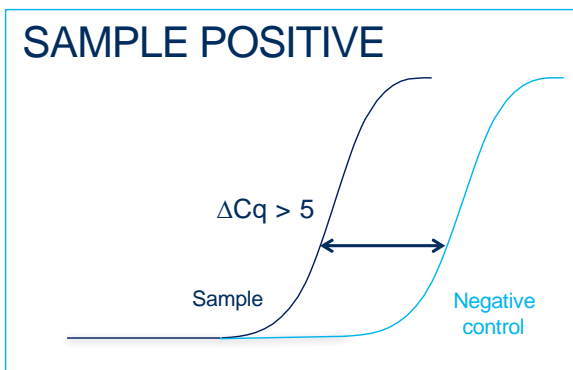 SAMPLE POSITIVE
ΔCq > 5
Sample
Negative
control